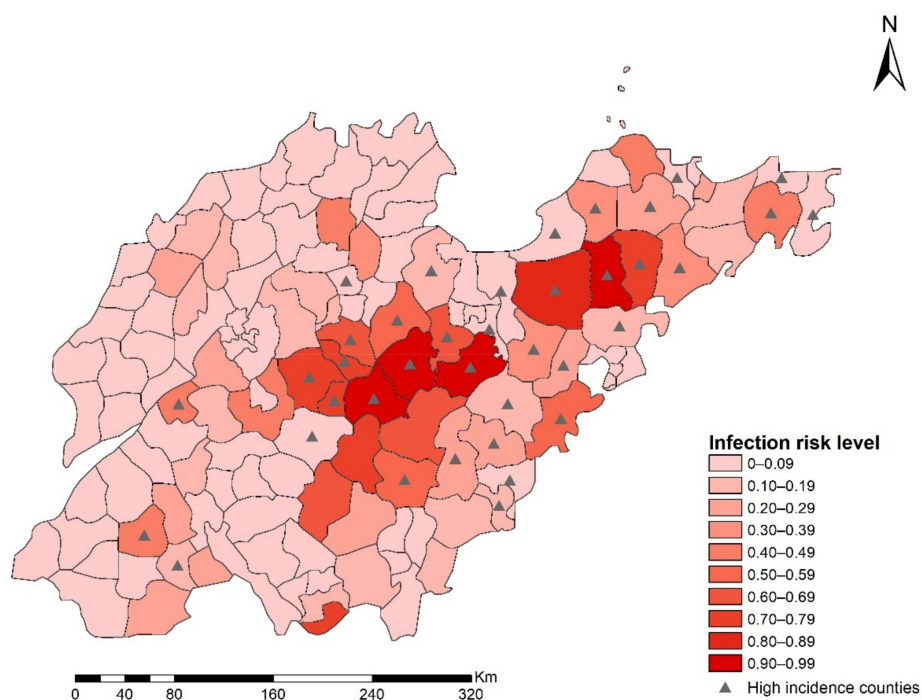 N
Infection risk level
0–0.09
0.10–0.19
0.20–0.29
0.30–0.39
0.40–0.49
0.50–0.59
0.60–0.69
0.70–0.79
0.80–0.89
0.90–0.99
High incidence counties
Km
0 40 80 160 240 320